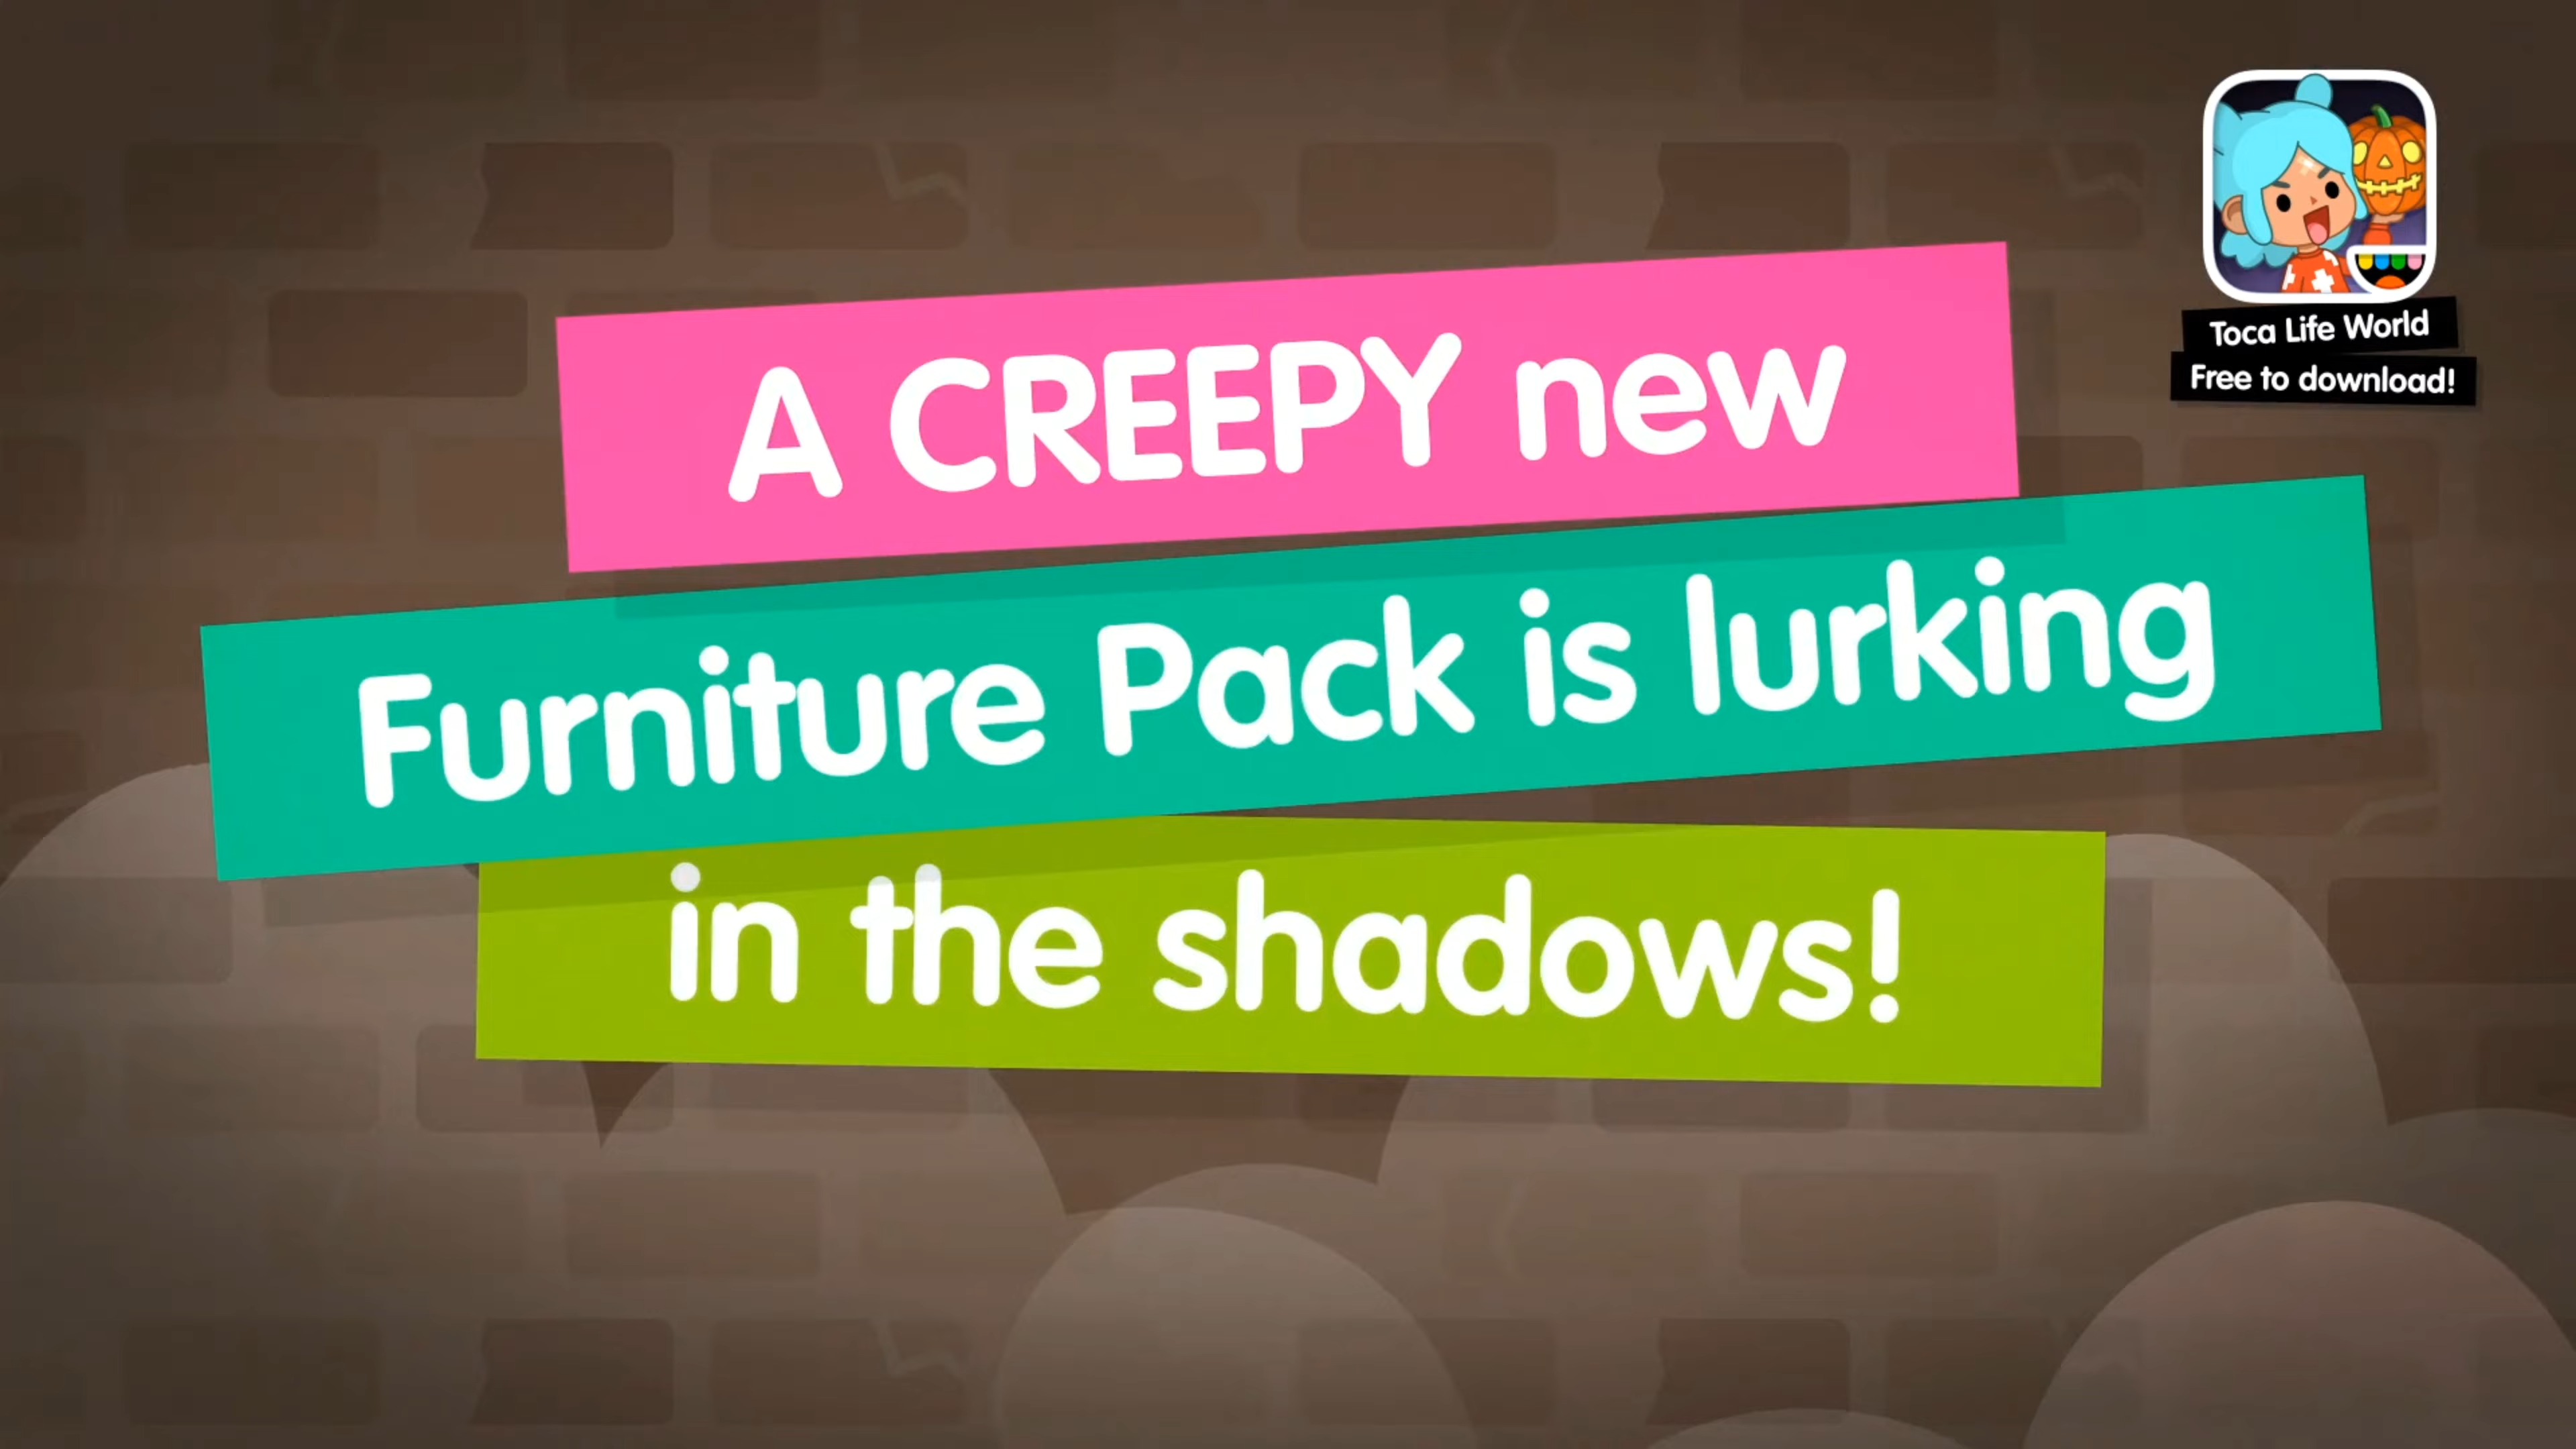 A CREEPY new
Furniture Pack is lurking
in the shadows!
Toca Life World
Free to download!